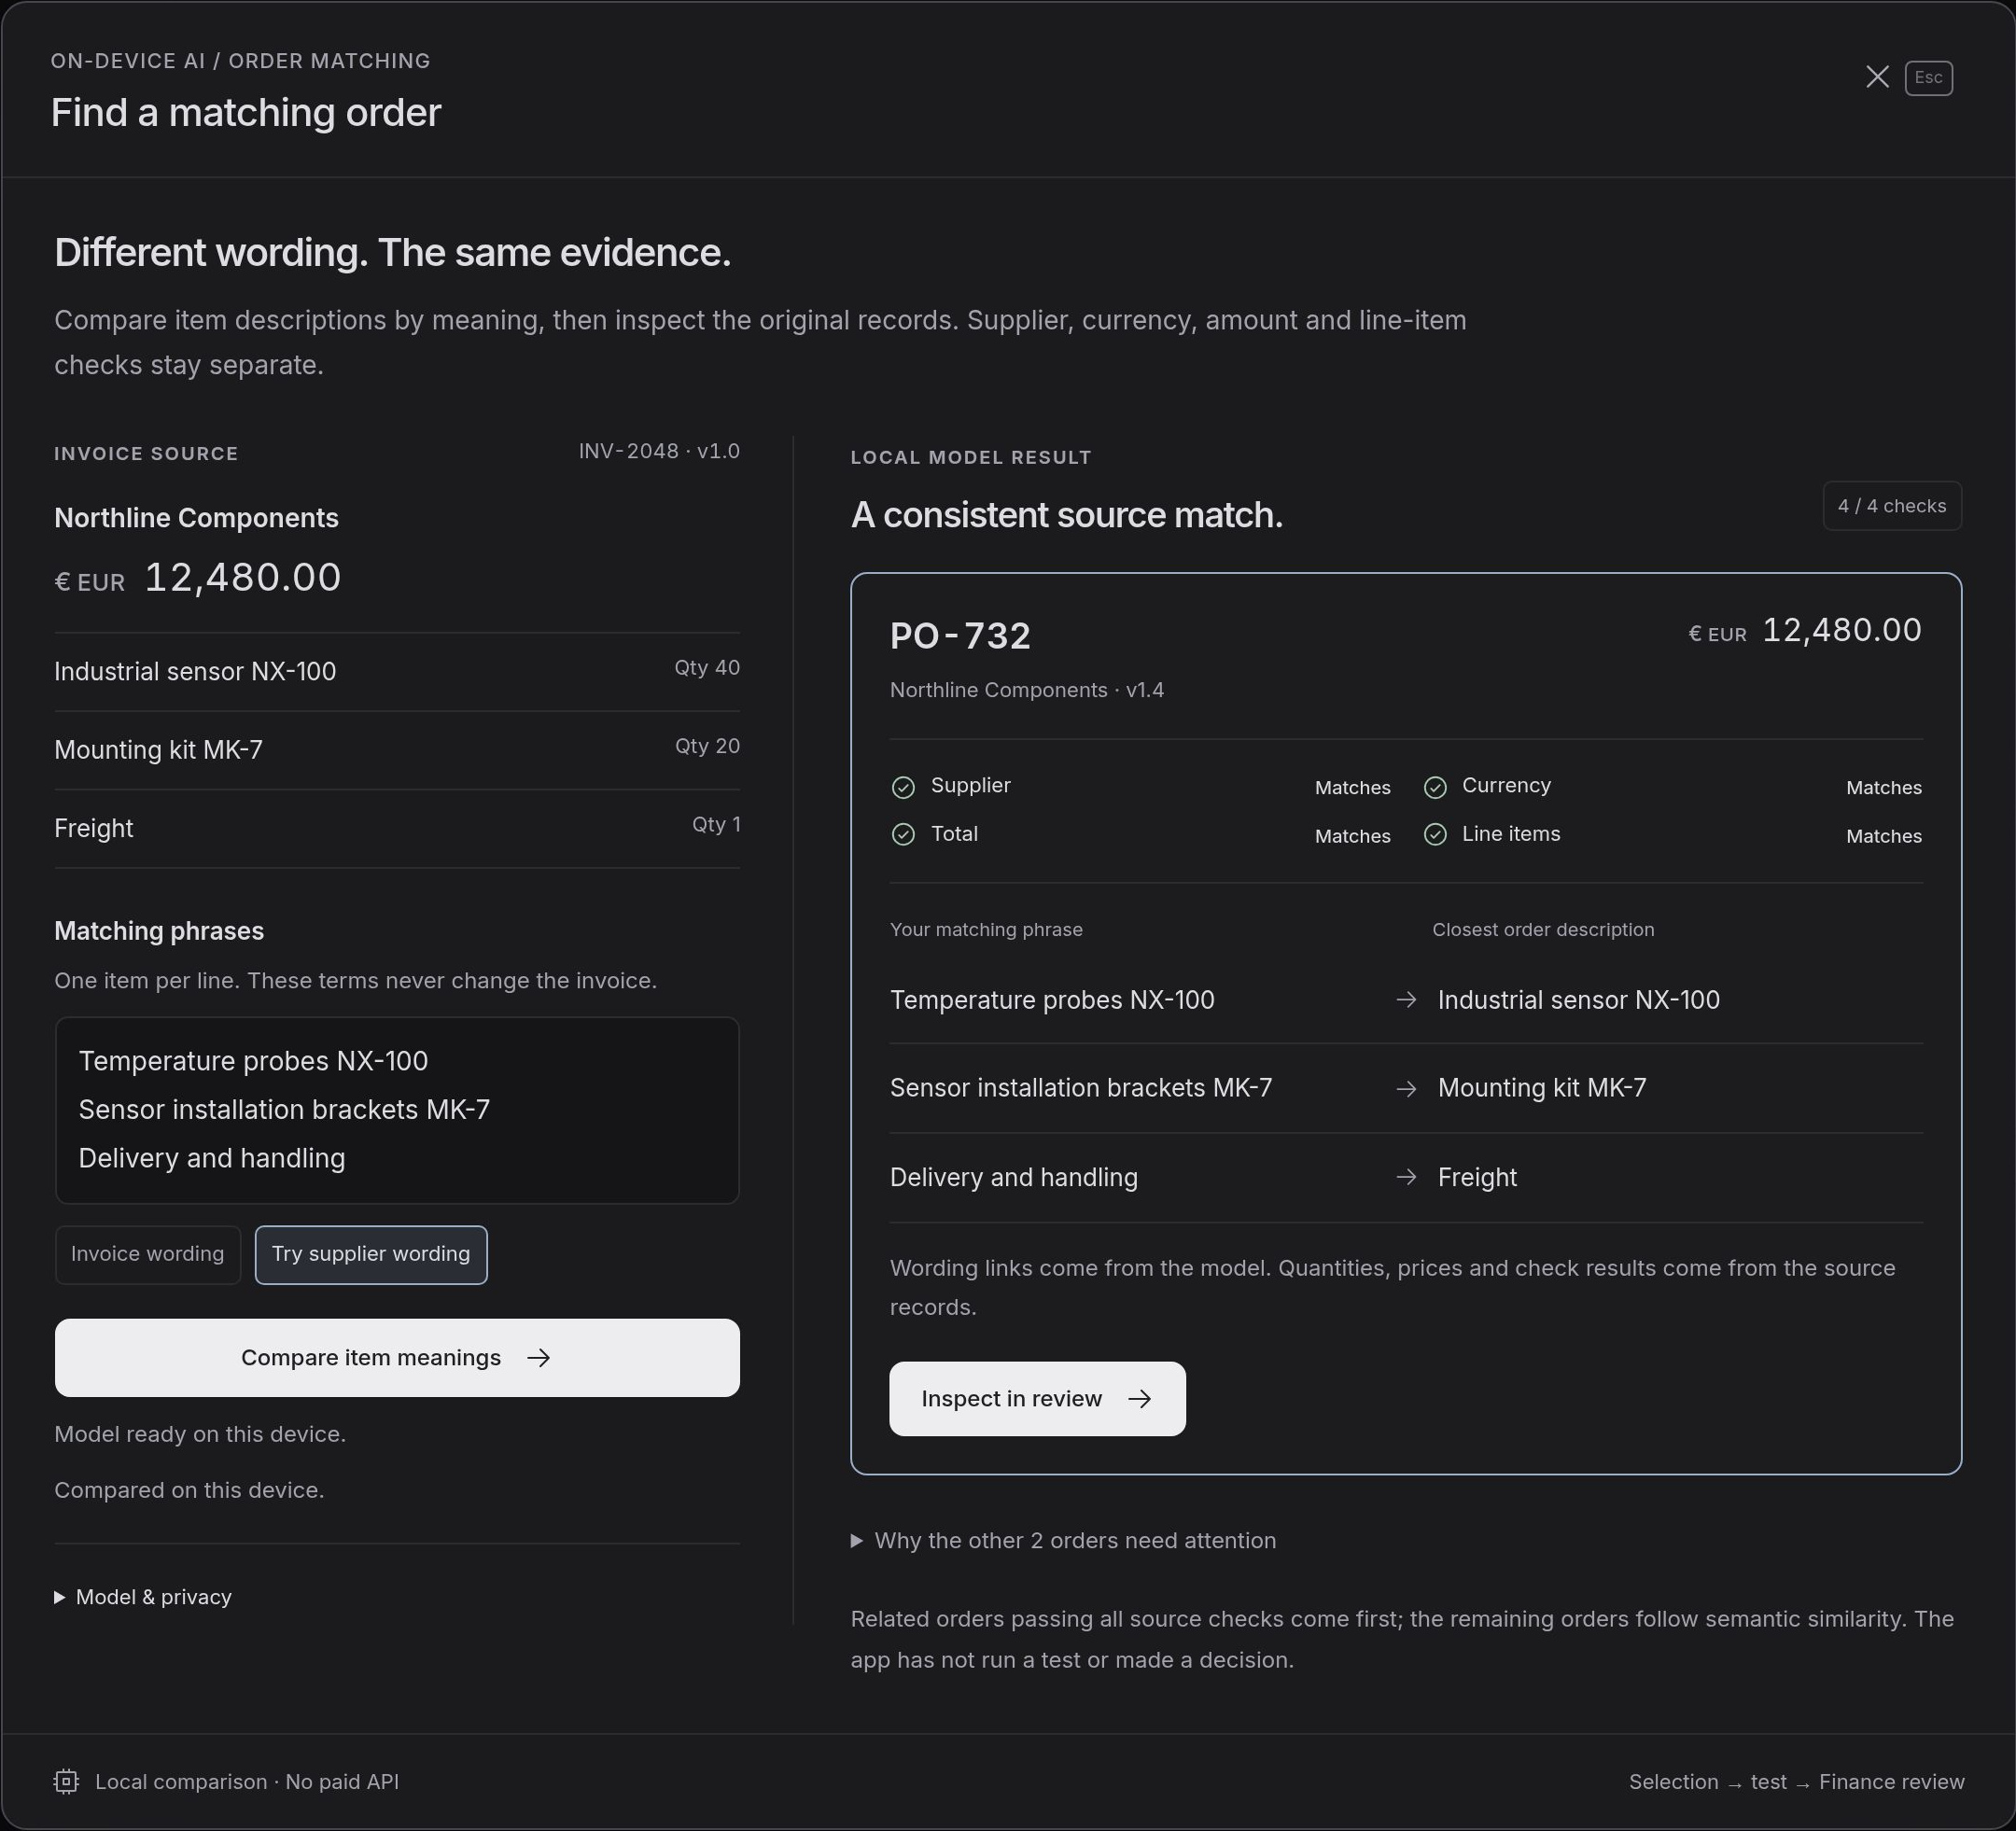 ON-DEVICE AI / ORDER MATCHING
Find a matching order
Esc
Different wording. The same evidence.
Compare item descriptions by meaning, then inspect the original records. Supplier, currency, amount and line-item
checks stay separate.
INVOICE SOURCE
INV-2048 · v1.0
Northline Components
€ EUR 12,480.00
Industrial sensor NX-100 Qty 40
Mounting kit MK-7 Qty 20
Freight Qty 1
Matching phrases
One item per line. These terms never change the invoice.
Temperature probes NX-100
Sensor installation brackets MK-7
Delivery and handling
Invoice wording Try supplier wording
Compare item meanings →
Model ready on this device.
Compared on this device.
▶ Model & privacy
LOCAL MODEL RESULT
A consistent source match.
4 / 4 checks
PO-732 € EUR 12,480.00
Northline Components · v1.4
Supplier Matches Currency Matches
Total Matches Line items Matches
Your matching phrase Closest order description
Temperature probes NX-100 → Industrial sensor NX-100
Sensor installation brackets MK-7 → Mounting kit MK-7
Delivery and handling → Freight
Wording links come from the model. Quantities, prices and check results come from the source
records.
Inspect in review →
▶ Why the other 2 orders need attention
Related orders passing all source checks come first; the remaining orders follow semantic similarity. The
app has not run a test or made a decision.
Local comparison · No paid API
Selection → test → Finance review